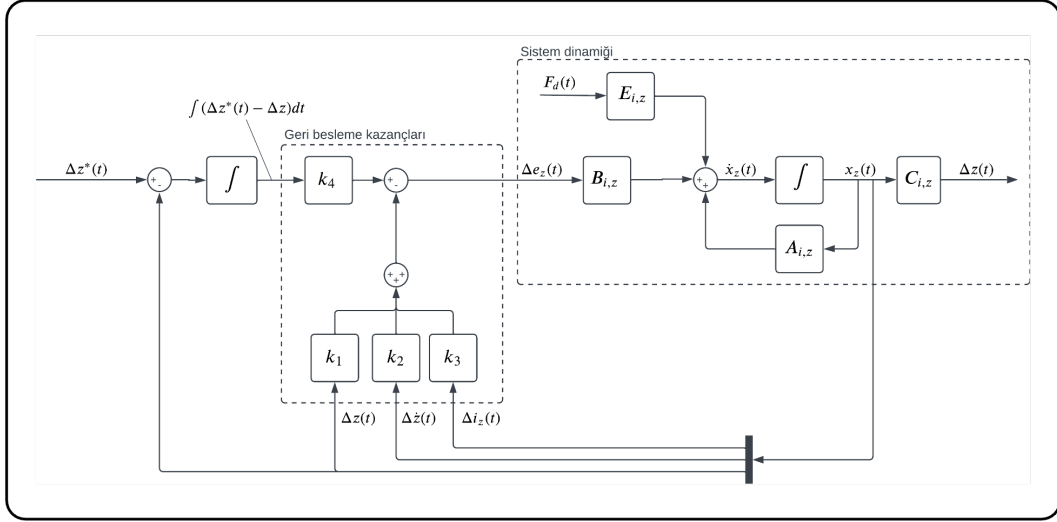 Sistem dinamiği
F_d(t)
E_{i,z}
∫(Δz*(t) − Δz)dt
Geri besleme kazançları
Δz*(t)
+ -
∫
k_4
+ -
Δe_z(t)
B_{i,z}
+ +
ẋ_z(t)
∫
x_z(t)
C_{i,z}
Δz(t)
A_{i,z}
+ + +
k_1
k_2
k_3
Δz(t)
Δż(t)
Δi_z(t)